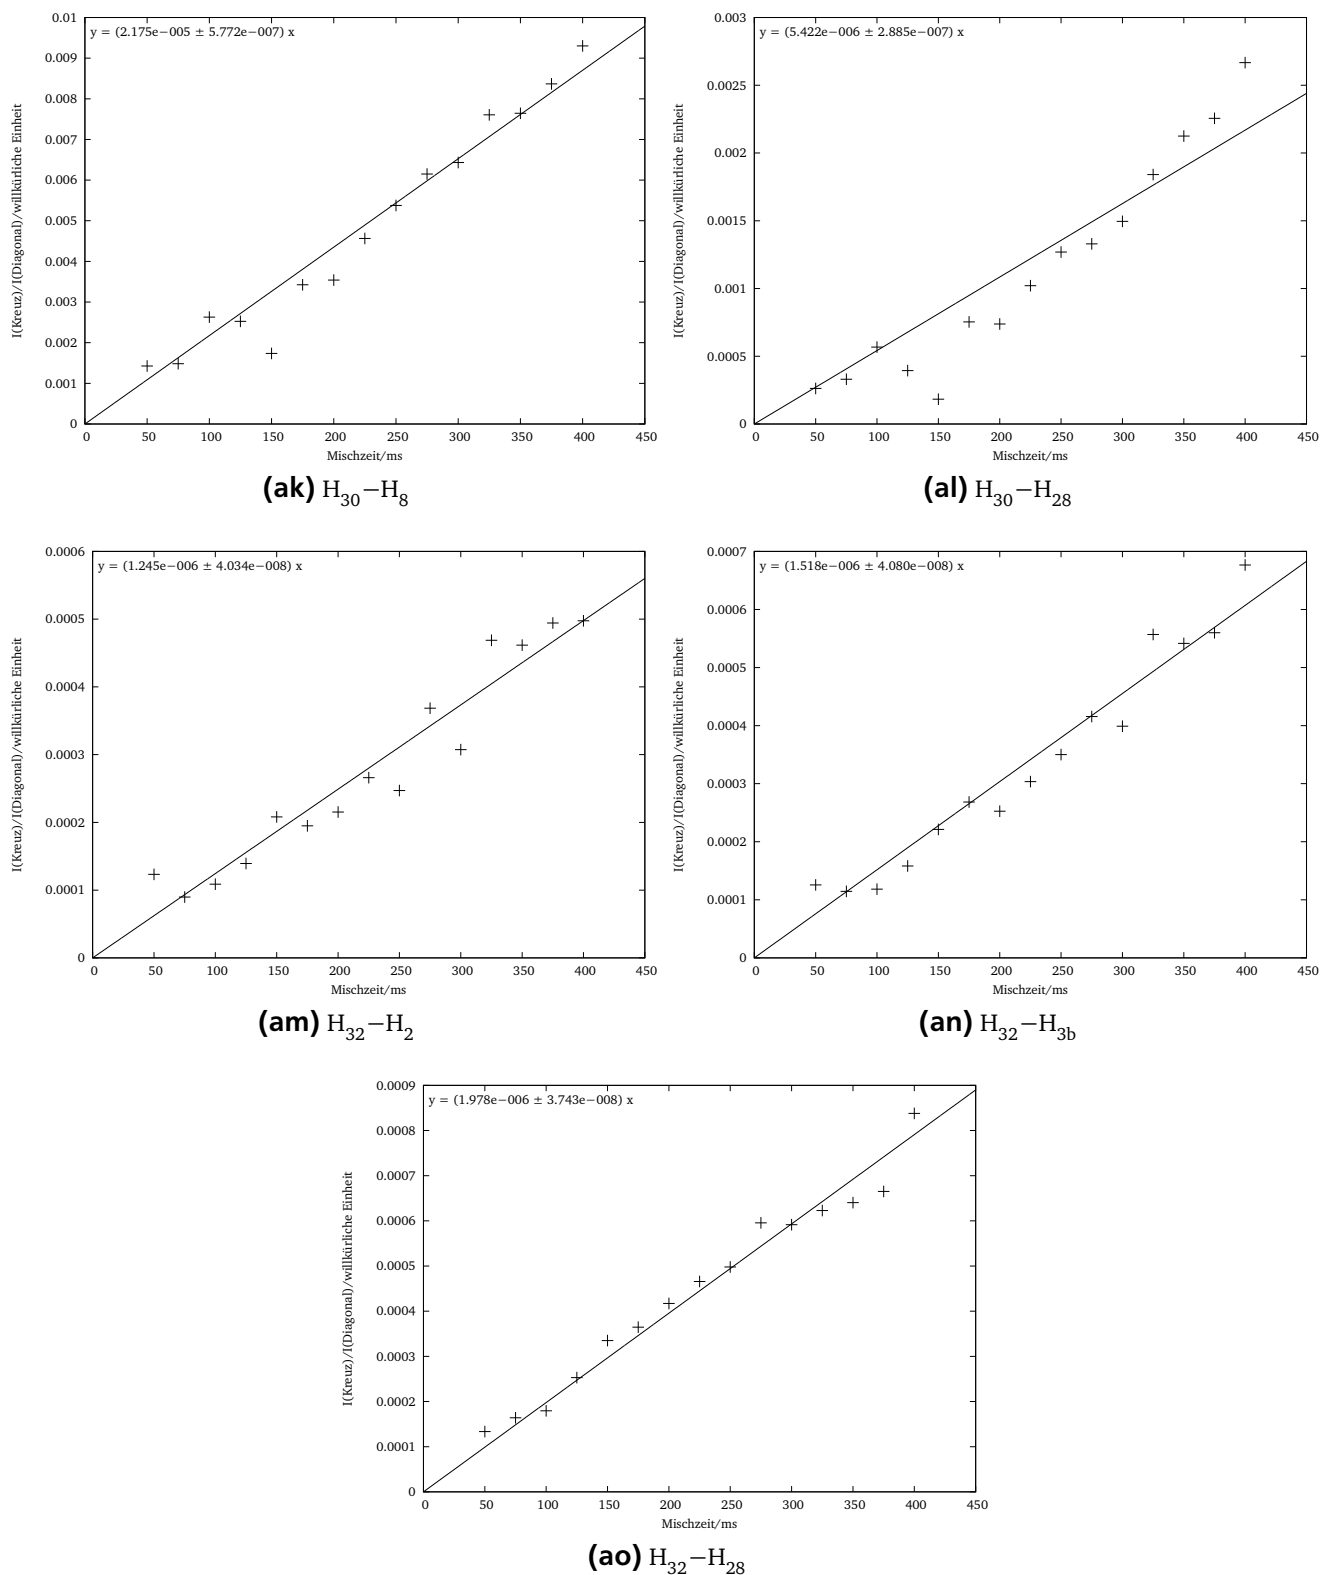 y = (2.175e−005 ± 5.772e−007) x
I(Kreuz)/I(Diagonal)/willkürliche Einheit
0.01
0.009
0.008
0.007
0.006
0.005
0.004
0.003
0.002
0.001
0
0 50 100 150 200 250 300 350 400 450
Mischzeit/ms
(ak) H30−H8
y = (5.422e−006 ± 2.885e−007) x
I(Kreuz)/I(Diagonal)/willkürliche Einheit
0.003
0.0025
0.002
0.0015
0.001
0.0005
0
0 50 100 150 200 250 300 350 400 450
Mischzeit/ms
(al) H30−H28
y = (1.245e−006 ± 4.034e−008) x
I(Kreuz)/I(Diagonal)/willkürliche Einheit
0.0006
0.0005
0.0004
0.0003
0.0002
0.0001
0
0 50 100 150 200 250 300 350 400 450
Mischzeit/ms
(am) H32−H2
y = (1.518e−006 ± 4.080e−008) x
I(Kreuz)/I(Diagonal)/willkürliche Einheit
0.0007
0.0006
0.0005
0.0004
0.0003
0.0002
0.0001
0
0 50 100 150 200 250 300 350 400 450
Mischzeit/ms
(an) H32−H3b
y = (1.978e−006 ± 3.743e−008) x
I(Kreuz)/I(Diagonal)/willkürliche Einheit
0.0009
0.0008
0.0007
0.0006
0.0005
0.0004
0.0003
0.0002
0.0001
0
0 50 100 150 200 250 300 350 400 450
Mischzeit/ms
(ao) H32−H28